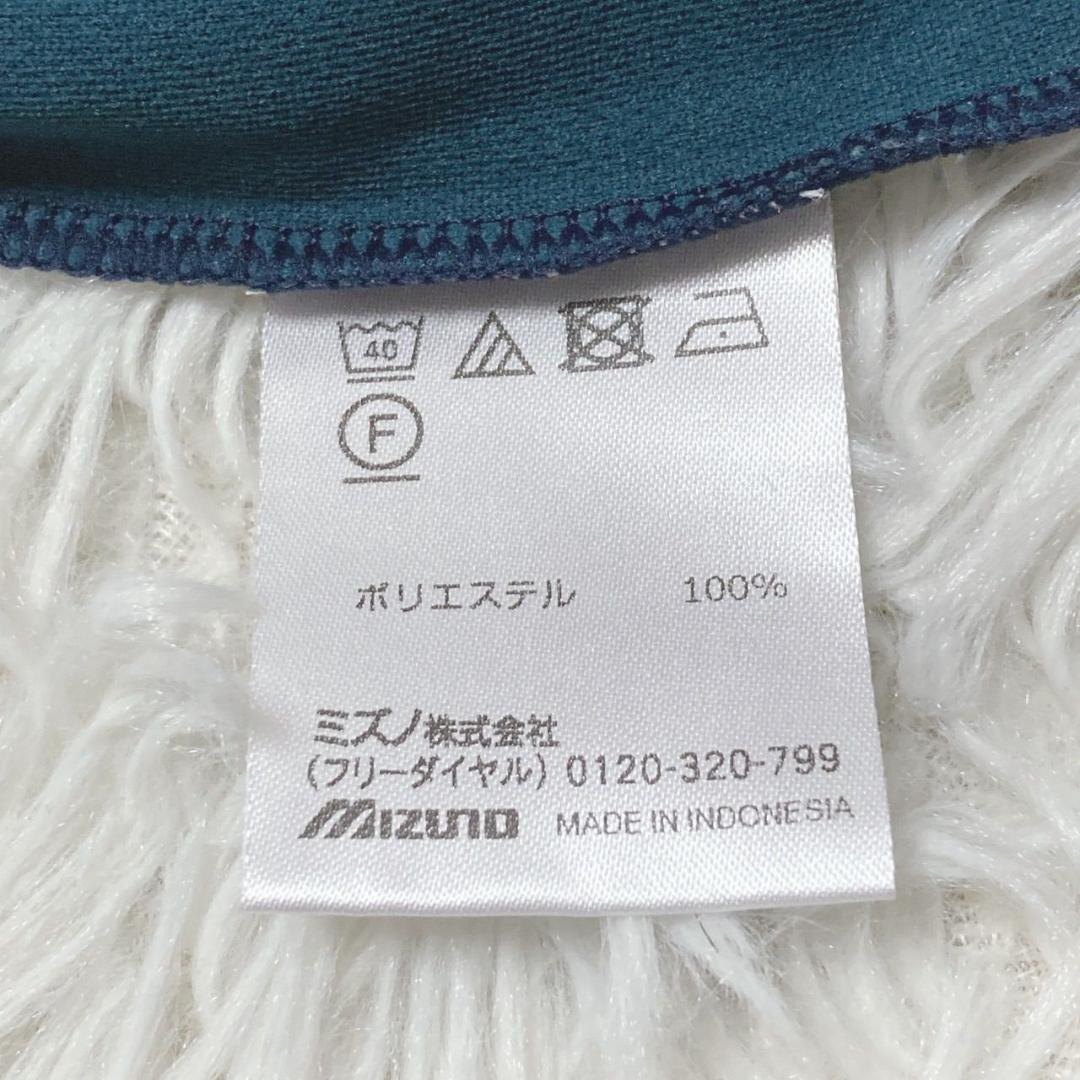 40
F
ポリエステル 100%
ミズノ株式会社
(フリーダイヤル) 0120-320-799
MIZUNO MADE IN INDONESIA